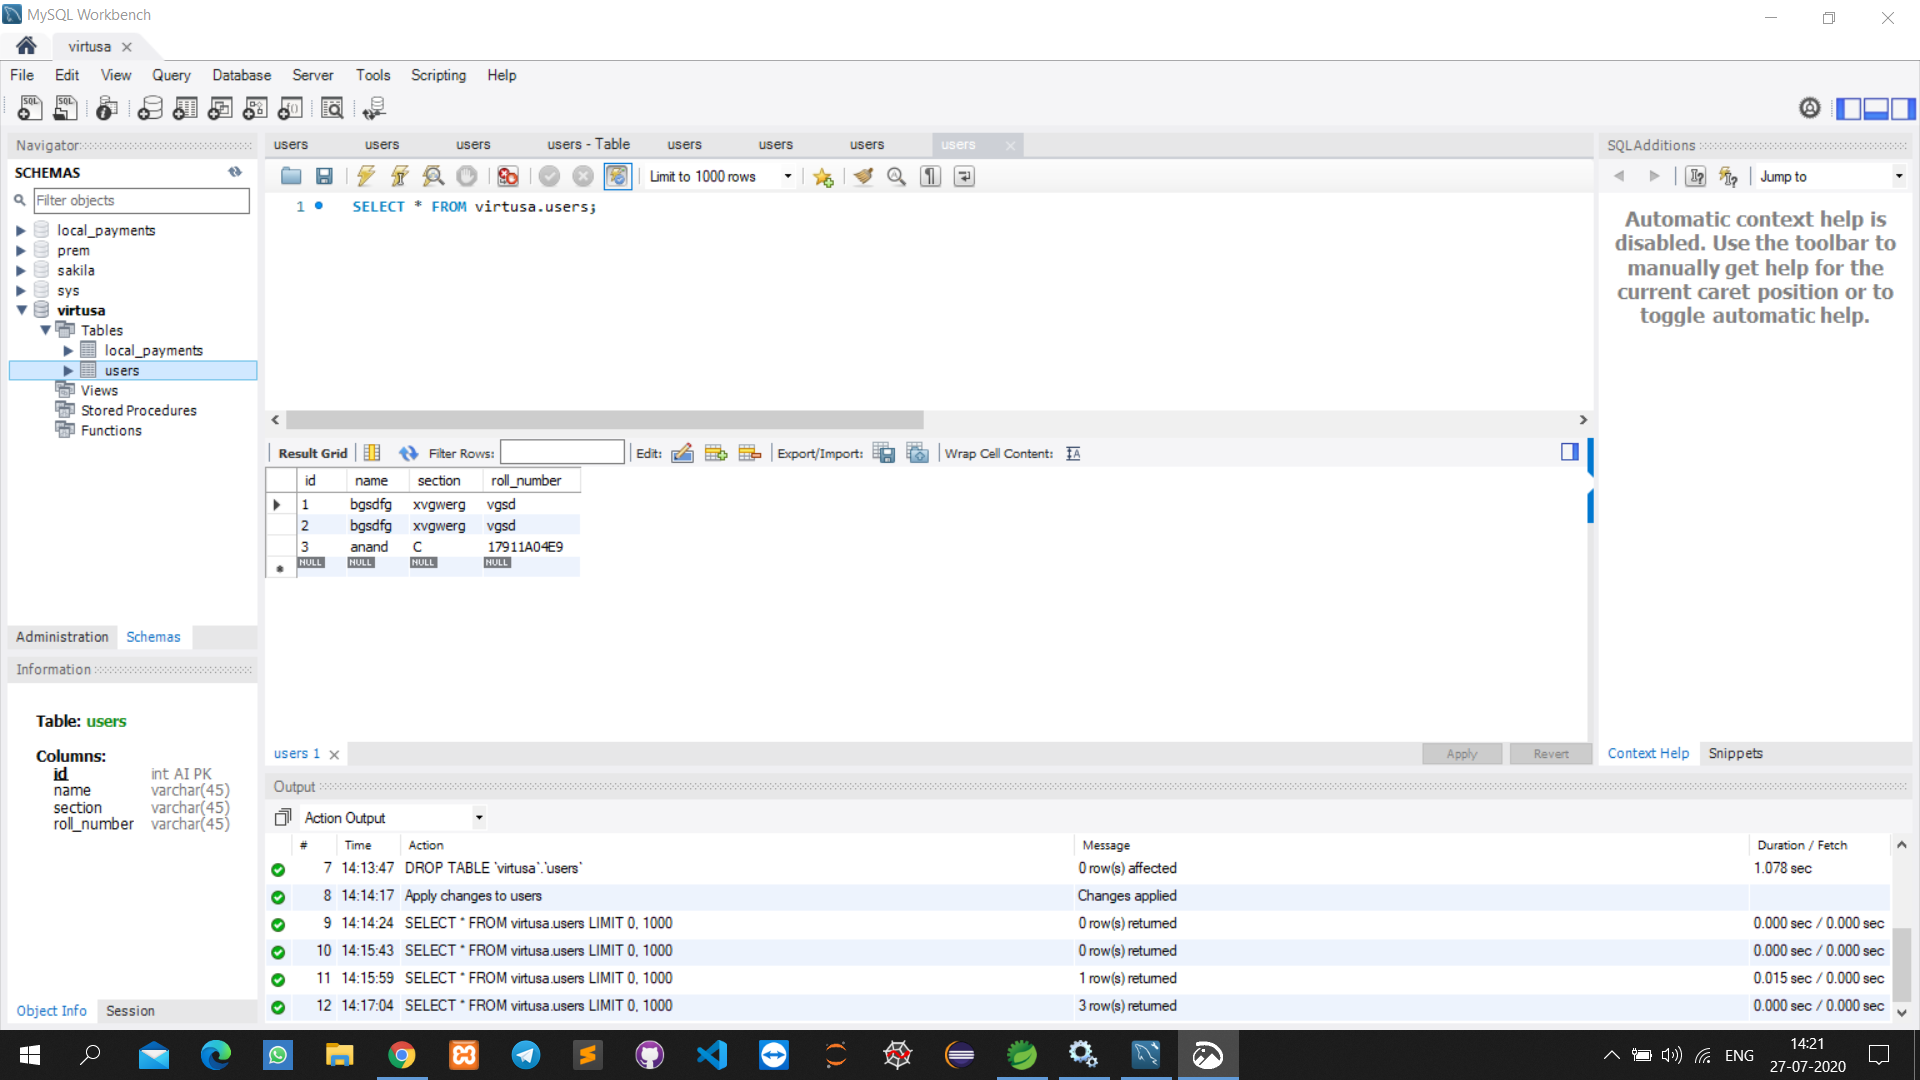 MySQL Workbench
virtusa
File Edit View Query Database Server Tools Scripting Help
Navigator
SCHEMAS
Filter objects
local_payments
prem
sakila
sys
virtusa
Tables
local_payments
users
Views
Stored Procedures
Functions
Administration Schemas
Information
Table: users
Columns:
id int AI PK
name varchar(45)
section varchar(45)
roll_number varchar(45)
Object Info Session
users users users users - Table users users users users
Limit to 1000 rows
1 SELECT * FROM virtusa.users;
Result Grid Filter Rows: Edit: Export/Import: Wrap Cell Content:
id name section roll_number
1 bgsdfg xvgwerg vgsd
2 bgsdfg xvgwerg vgsd
3 anand C 17911A04E9
NULL NULL NULL NULL
users 1 Apply Revert
SQLAdditions
Jump to
Automatic context help is
disabled. Use the toolbar to
manually get help for the
current caret position or to
toggle automatic help.
Context Help Snippets
Output
Action Output
# Time Action Message Duration / Fetch
7 14:13:47 DROP TABLE `virtusa`.`users` 0 row(s) affected 1.078 sec
8 14:14:17 Apply changes to users Changes applied
9 14:14:24 SELECT * FROM virtusa.users LIMIT 0, 1000 0 row(s) returned 0.000 sec / 0.000 sec
10 14:15:43 SELECT * FROM virtusa.users LIMIT 0, 1000 0 row(s) returned 0.000 sec / 0.000 sec
11 14:15:59 SELECT * FROM virtusa.users LIMIT 0, 1000 1 row(s) returned 0.015 sec / 0.000 sec
12 14:17:04 SELECT * FROM virtusa.users LIMIT 0, 1000 3 row(s) returned 0.000 sec / 0.000 sec
ENG
14:21
27-07-2020